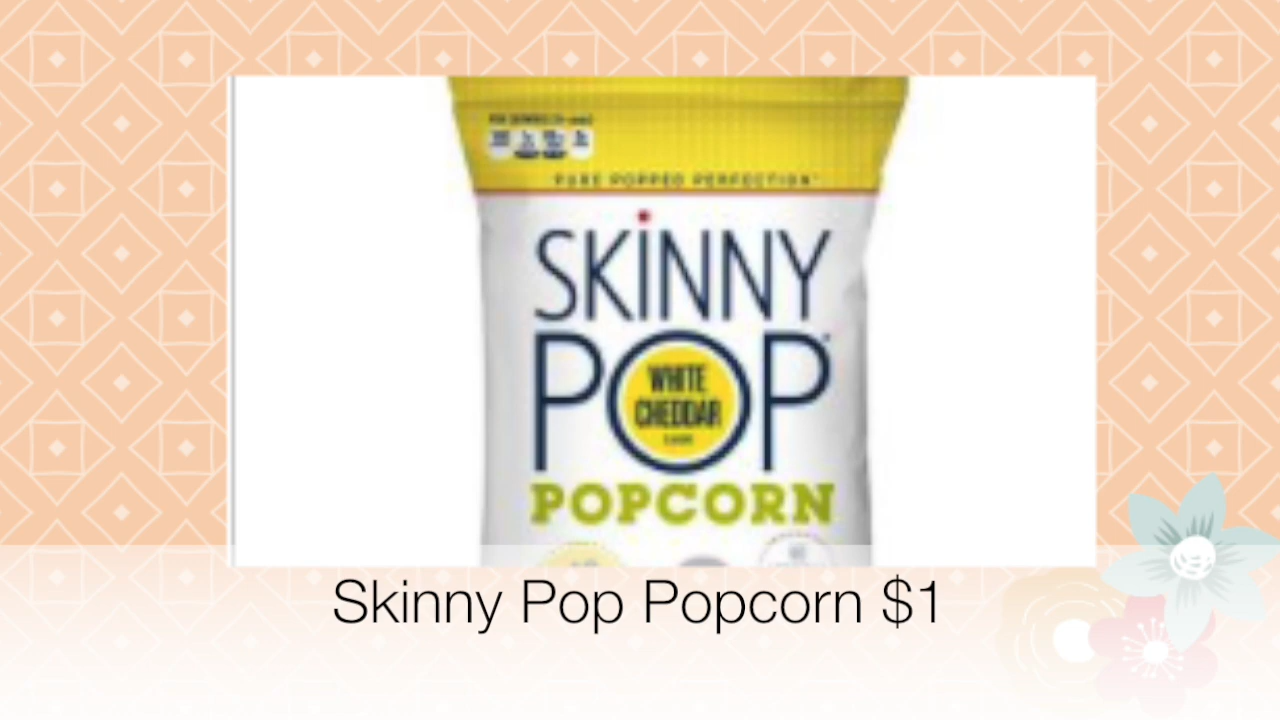 PURE POPPED PERFECTION
SKiNNY
POP
WHITE
CHEDDAR
POPCORN
Skinny Pop Popcorn $1